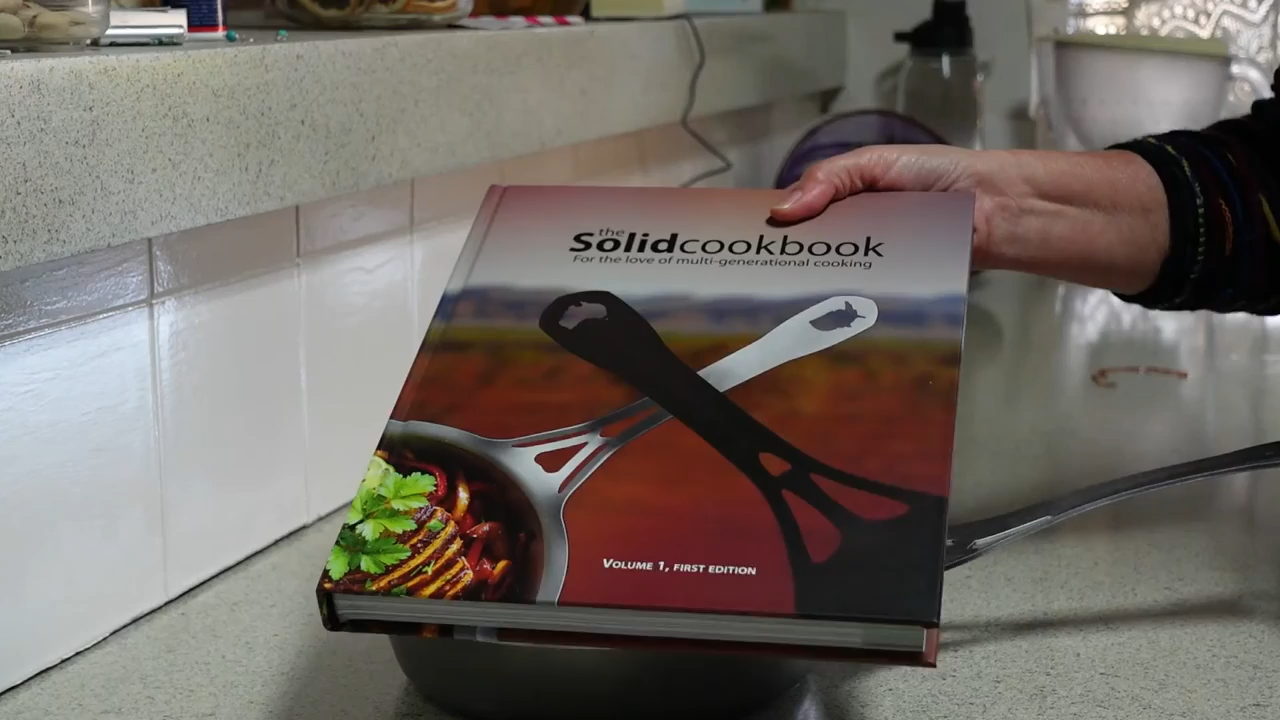 the
Solidcookbook
For the love of multi-generational cooking
VOLUME 1, FIRST EDITION